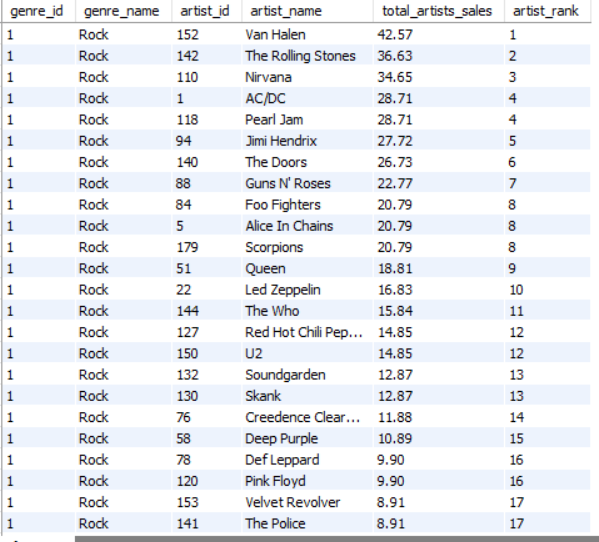 genre_id genre_name artist_id artist_name total_artists_sales artist_rank
1 Rock 152 Van Halen 42.57 1
1 Rock 142 The Rolling Stones 36.63 2
1 Rock 110 Nirvana 34.65 3
1 Rock 1 AC/DC 28.71 4
1 Rock 118 Pearl Jam 28.71 4
1 Rock 94 Jimi Hendrix 27.72 5
1 Rock 140 The Doors 26.73 6
1 Rock 88 Guns N' Roses 22.77 7
1 Rock 84 Foo Fighters 20.79 8
1 Rock 5 Alice In Chains 20.79 8
1 Rock 179 Scorpions 20.79 8
1 Rock 51 Queen 18.81 9
1 Rock 22 Led Zeppelin 16.83 10
1 Rock 144 The Who 15.84 11
1 Rock 127 Red Hot Chili Pep... 14.85 12
1 Rock 150 U2 14.85 12
1 Rock 132 Soundgarden 12.87 13
1 Rock 130 Skank 12.87 13
1 Rock 76 Creedence Clear... 11.88 14
1 Rock 58 Deep Purple 10.89 15
1 Rock 78 Def Leppard 9.90 16
1 Rock 120 Pink Floyd 9.90 16
1 Rock 153 Velvet Revolver 8.91 17
1 Rock 141 The Police 8.91 17